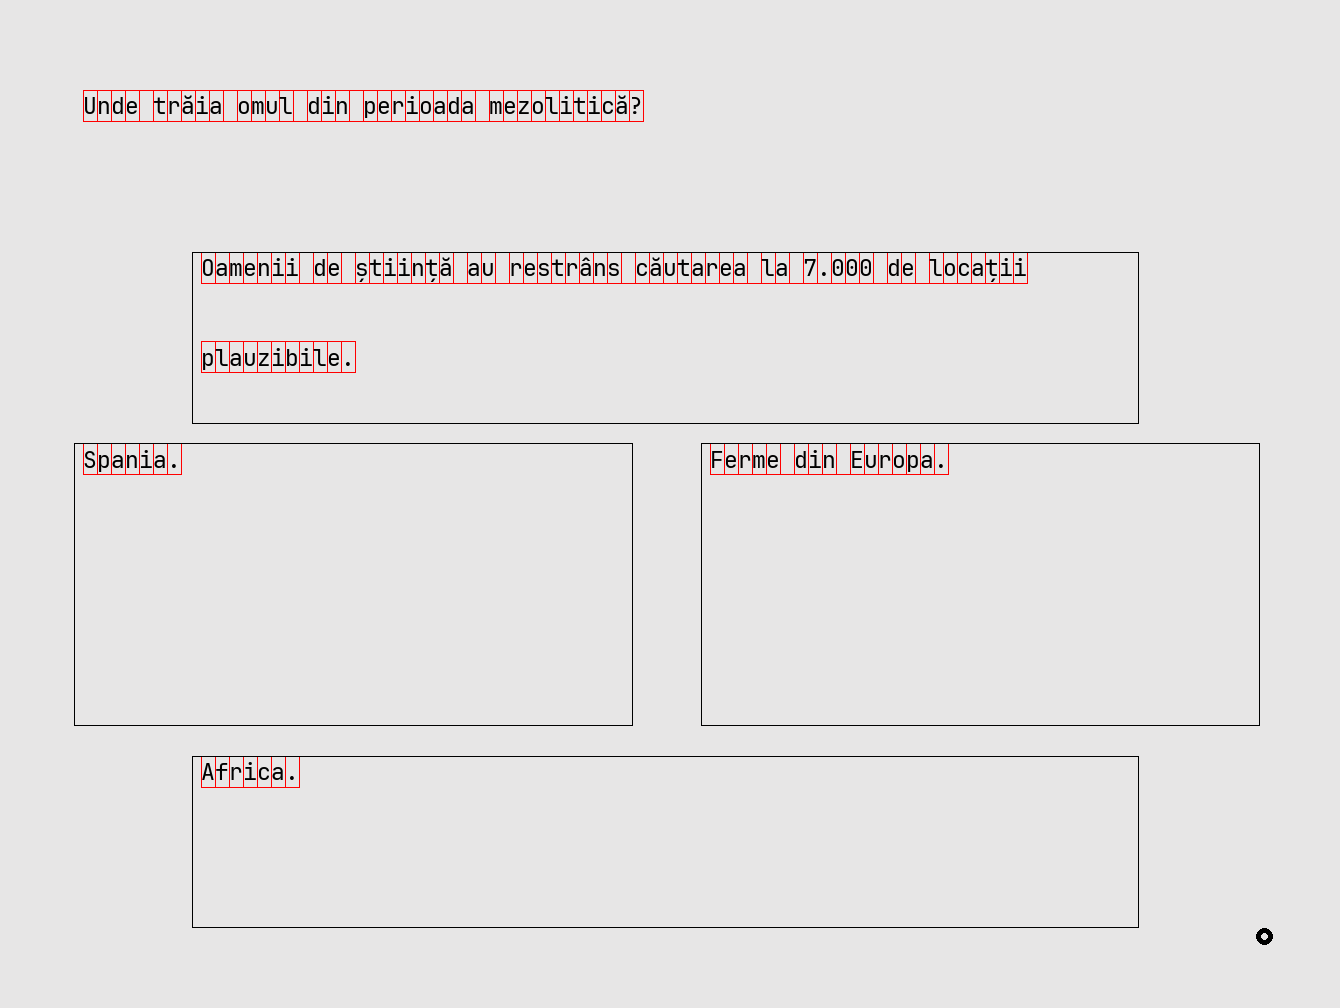 Unde trăia omul din perioada mezolitică?
Oamenii de știință au restrâns căutarea la 7.000 de locații
plauzibile.
Spania.
Ferme din Europa.
Africa.